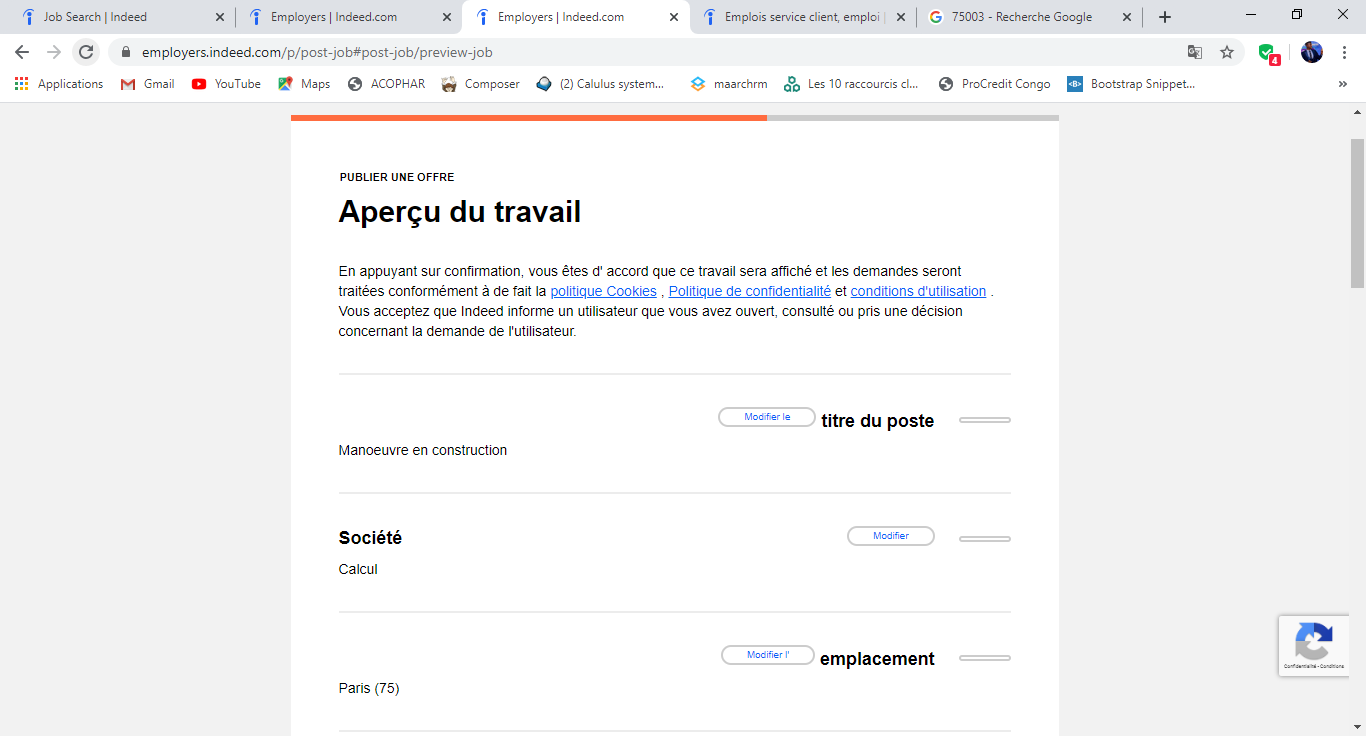 Job Search | Indeed
Employers | Indeed.com
Employers | Indeed.com
Emplois service client, emploi
75003 - Recherche Google
employers.indeed.com/p/post-job#post-job/preview-job
4
Applications
Gmail
YouTube
Maps
ACOPHAR
Composer
(2) Calulus system...
maarchrm
Les 10 raccourcis cl...
ProCredit Congo
Bootstrap Snippet...
»
PUBLIER UNE OFFRE
Aperçu du travail
En appuyant sur confirmation, vous êtes d' accord que ce travail sera affiché et les demandes seront
traitées conformément à de fait la politique Cookies , Politique de confidentialité et conditions d'utilisation .
Vous acceptez que Indeed informe un utilisateur que vous avez ouvert, consulté ou pris une décision
concernant la demande de l'utilisateur.
Modifier le titre du poste
Manoeuvre en construction
Société Modifier
Calcul
Modifier l' emplacement
Paris (75)
Confidentialité - Conditions